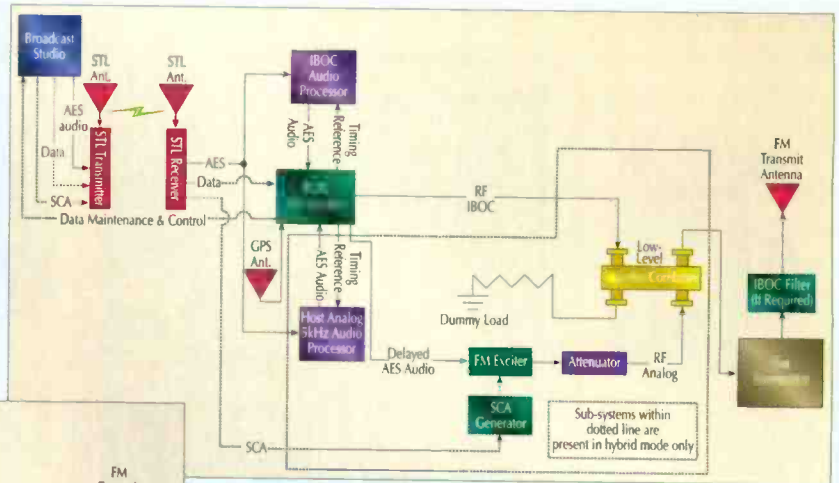 Broadcast
Studio
STL
Ant.
STL
Ant.
AES
audio
Data
SCA
STL Transmitter
STL Receiver
AES
Data
Data Maintenance & Control
IBOC
Audio
Processor
AES
Audio
Timing
Reference
GPS
Ant.
AES Audio
Timing
Reference
Host Analog
5kHz Audio
Processor
RF
IBOC
Dummy Load
Low-
Level
Delayed
AES Audio
FM Exciter
Attenuator
RF
Analog
SCA
Generator
SCA
Sub-systems within
dotted line are
present in hybrid mode only
FM
Transmit
Antenna
IBOC Filter
(If Required)
FM